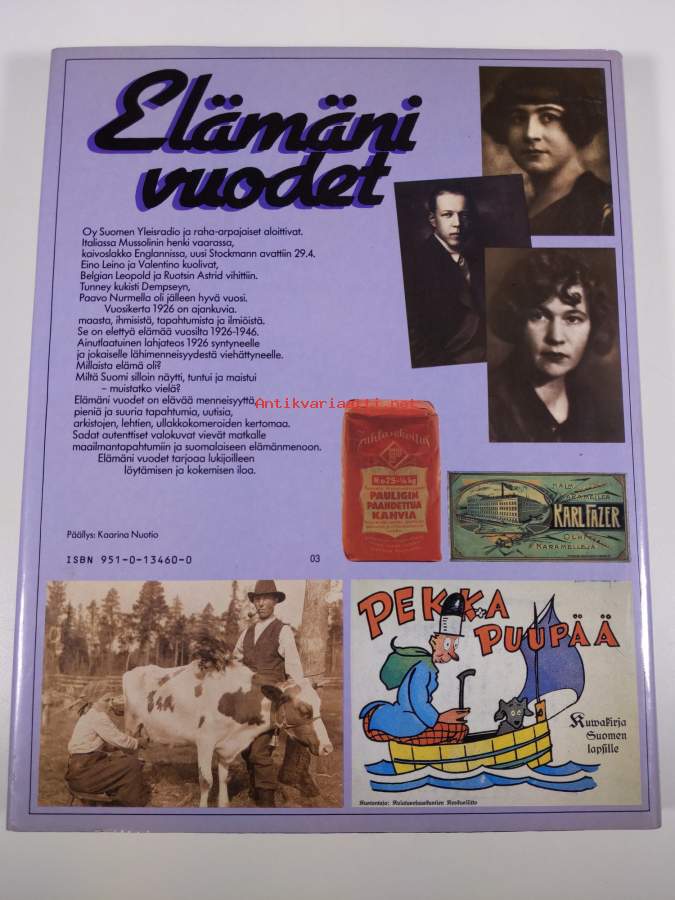 Elämäni
vuodet
Oy Suomen Yleisradio ja raha-arpajaiset aloittivat.
Italiassa Mussolinin henki vaarassa,
kaivoslakko Englannissa, uusi Stockmann avattiin 29.4.
Eino Leino ja Valentino kuolivat,
Belgian Leopold ja Ruotsin Astrid vihittiin.
Tunney kukisti Dempseyn,
Paavo Nurmella oli jälleen hyvä vuosi.
Vuosikerta 1926 on ajankuvia.
maasta, ihmisistä, tapahtumista ja ilmiöistä.
Se on elettyä elämää vuosilta 1926-1946.
Ainutlaatuinen lahjateos 1926 syntyneelle
ja jokaiselle lähimenneisyydestä viehättyneelle.
Millaista elämä oli?
Miltä Suomi silloin näytti, tuntui ja maistui
– muistatko vielä?
Elämäni vuodet on elävää menneisyyttä,
pieniä ja suuria tapahtumia, uutisia,
arkistojen, lehtien, ullakkokomeroiden kertomaa.
Sadat autenttiset valokuvat vievät matkalle
maailmantapahtumiin ja suomalaiseen elämänmenoon.
Elämäni vuodet tarjoaa lukijoilleen
löytämisen ja kokemisen iloa.
Antikvariaatti.net
Päällys: Kaarina Nuotio
ISBN 951-0-13460-0
03
PAULIGIN
PAAHDETTUA
KAHVIA
KARL FAZER
KARAMELLEJA
PEKKA
PUUPÄÄ
Kuwakirja
Suomen
lapsille